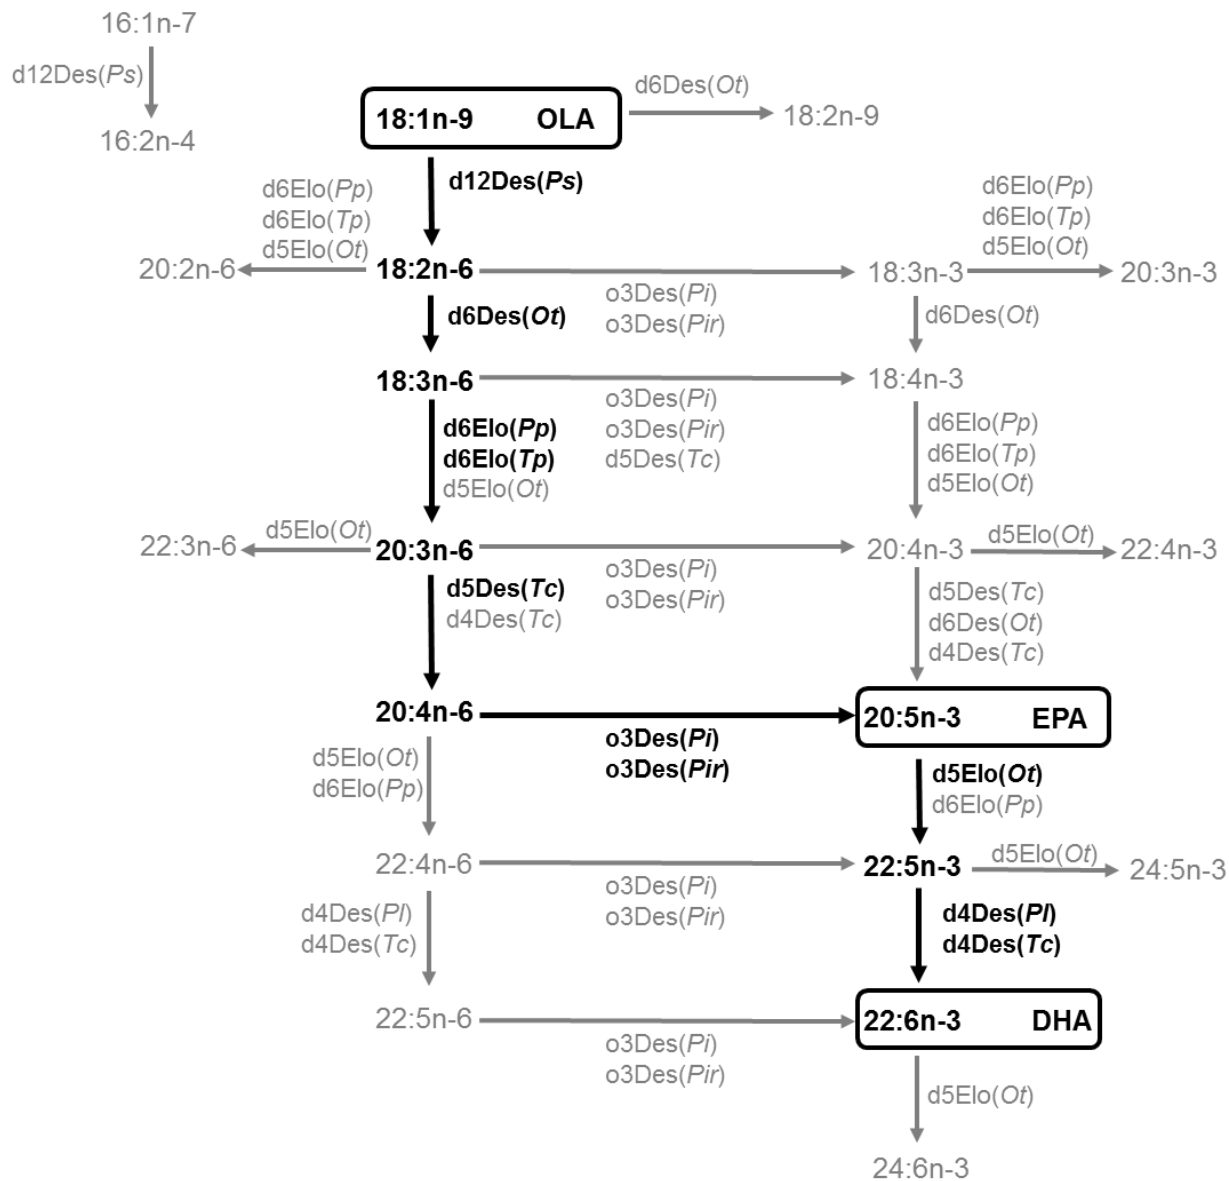 16:1n-7
d12Des(Ps)
16:2n-4
18:1n-9 OLA
d6Des(Ot)
18:2n-9
d12Des(Ps)
d6Elo(Pp)
d6Elo(Tp)
d5Elo(Ot)
d6Elo(Pp)
d6Elo(Tp)
d5Elo(Ot)
20:2n-6
18:2n-6
18:3n-3
20:3n-3
o3Des(Pi)
o3Des(Pir)
d6Des(Ot)
d6Des(Ot)
18:3n-6
18:4n-3
o3Des(Pi)
o3Des(Pir)
d5Des(Tc)
d6Elo(Pp)
d6Elo(Tp)
d5Elo(Ot)
d6Elo(Pp)
d6Elo(Tp)
d5Elo(Ot)
22:3n-6
d5Elo(Ot)
20:3n-6
20:4n-3
d5Elo(Ot)
22:4n-3
o3Des(Pi)
o3Des(Pir)
d5Des(Tc)
d4Des(Tc)
d5Des(Tc)
d6Des(Ot)
d4Des(Tc)
20:4n-6
20:5n-3 EPA
o3Des(Pi)
o3Des(Pir)
d5Elo(Ot)
d6Elo(Pp)
d5Elo(Ot)
d6Elo(Pp)
22:4n-6
22:5n-3
d5Elo(Ot)
24:5n-3
o3Des(Pi)
o3Des(Pir)
d4Des(Pl)
d4Des(Tc)
d4Des(Pl)
d4Des(Tc)
22:5n-6
22:6n-3 DHA
o3Des(Pi)
o3Des(Pir)
d5Elo(Ot)
24:6n-3